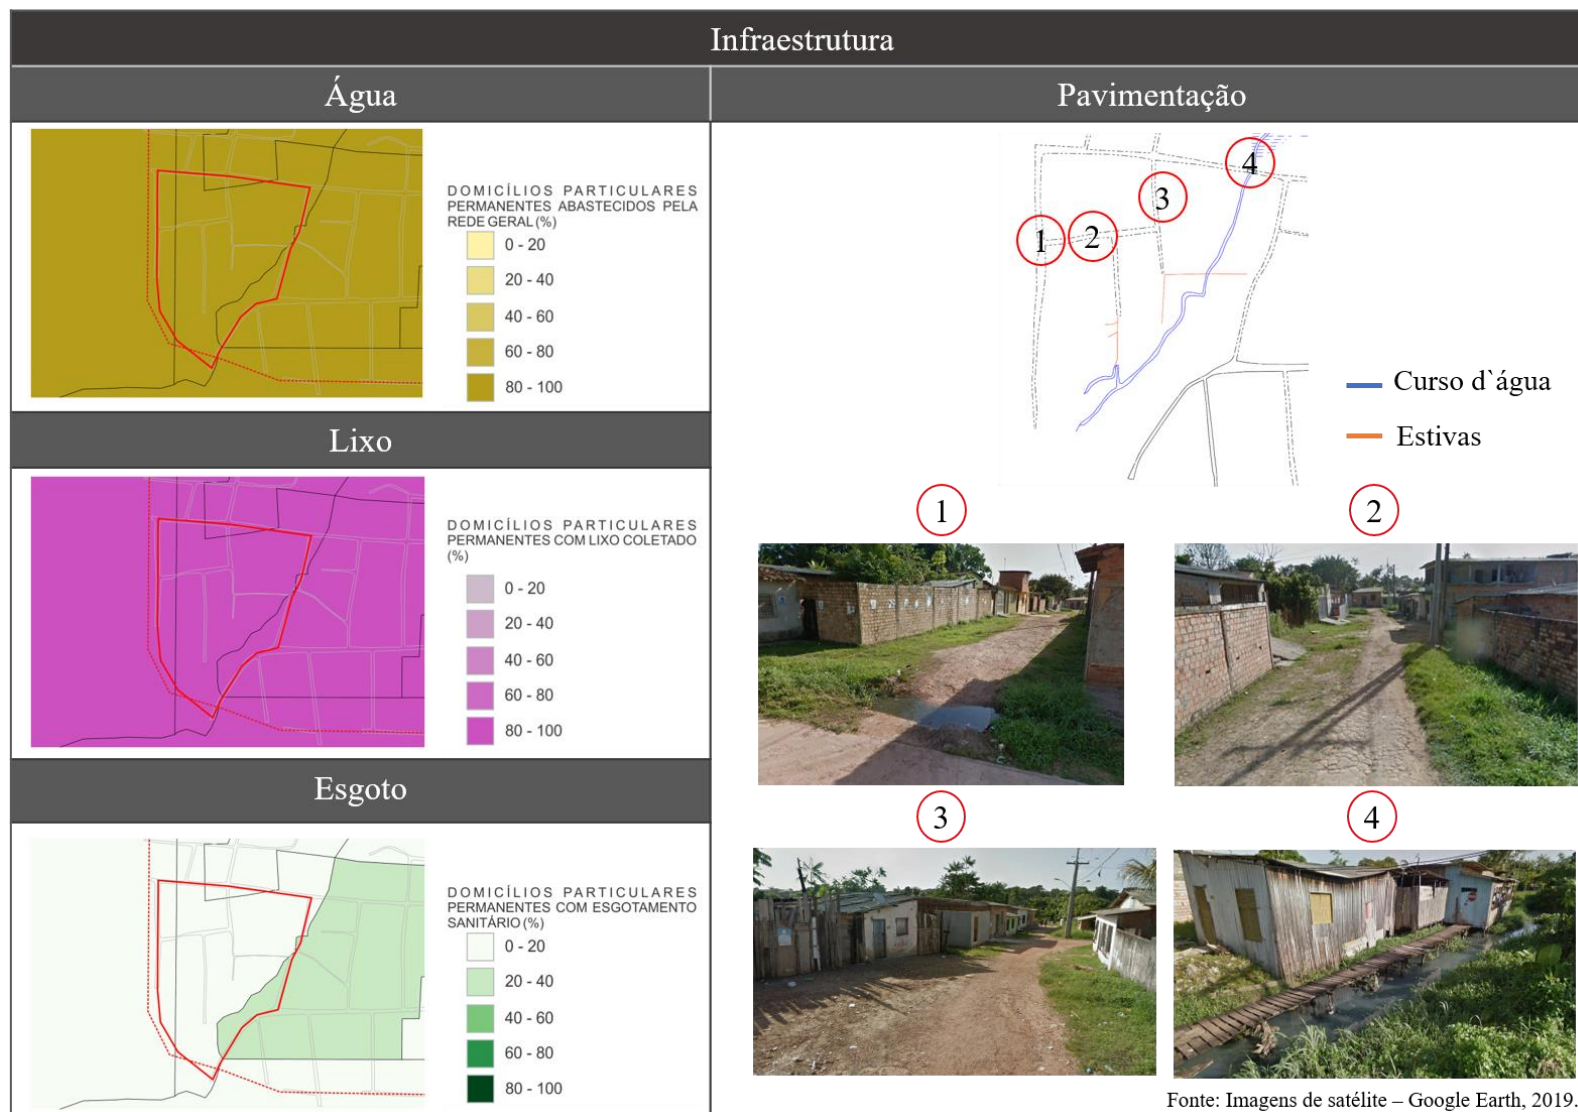 Infraestrutura
Água
DOMICÍLIOS PARTICULARES
PERMANENTES ABASTECIDOS PELA
REDE GERAL (%)
0 - 20
20 - 40
40 - 60
60 - 80
80 - 100
Lixo
DOMICÍLIOS PARTICULARES
PERMANENTES COM LIXO COLETADO
(%)
0 - 20
20 - 40
40 - 60
60 - 80
80 - 100
Esgoto
DOMICÍLIOS PARTICULARES
PERMANENTES COM ESGOTAMENTO
SANITÁRIO (%)
0 - 20
20 - 40
40 - 60
60 - 80
80 - 100
Pavimentação
4
3
1
2
Curso d`água
Estivas
1
2
3
4
Fonte: Imagens de satélite – Google Earth, 2019.